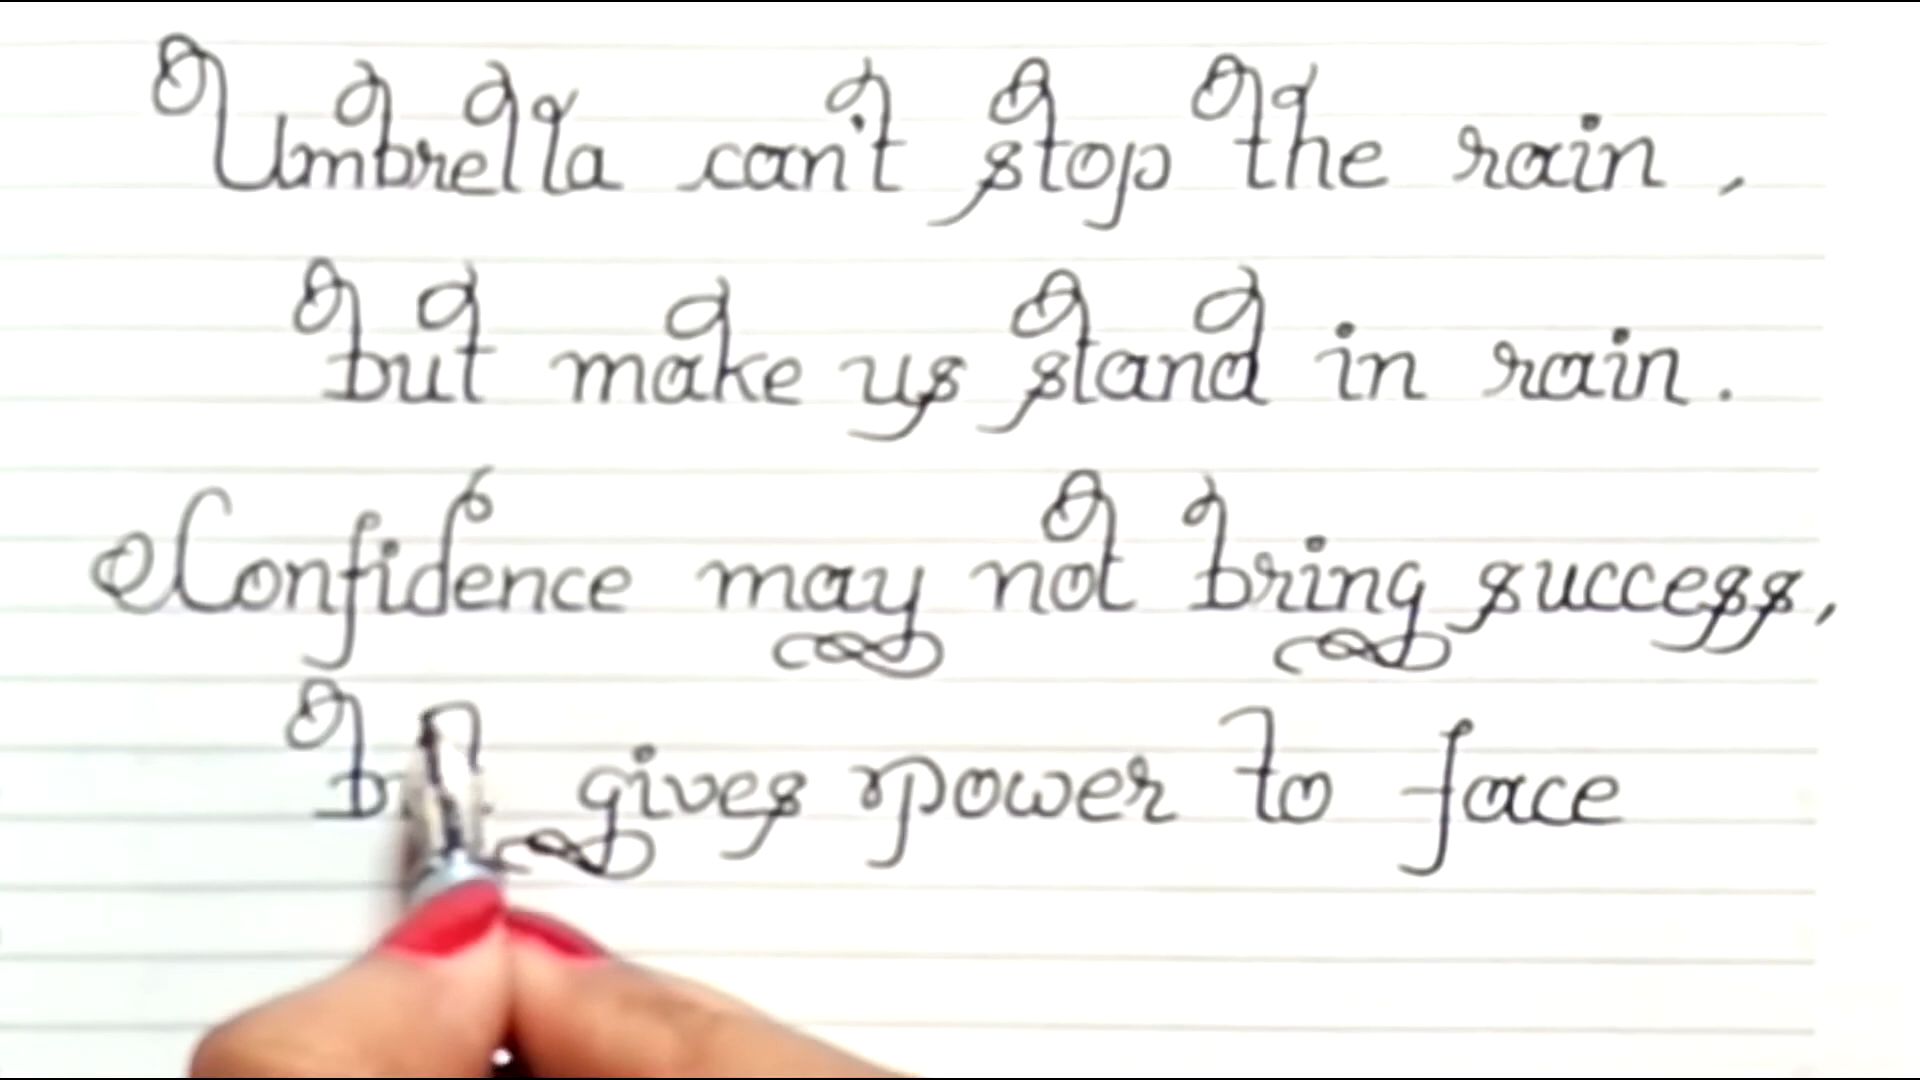 Umbrella can't stop the rain,
but make us stand in rain.
Confidence may not bring success,
gives power to face